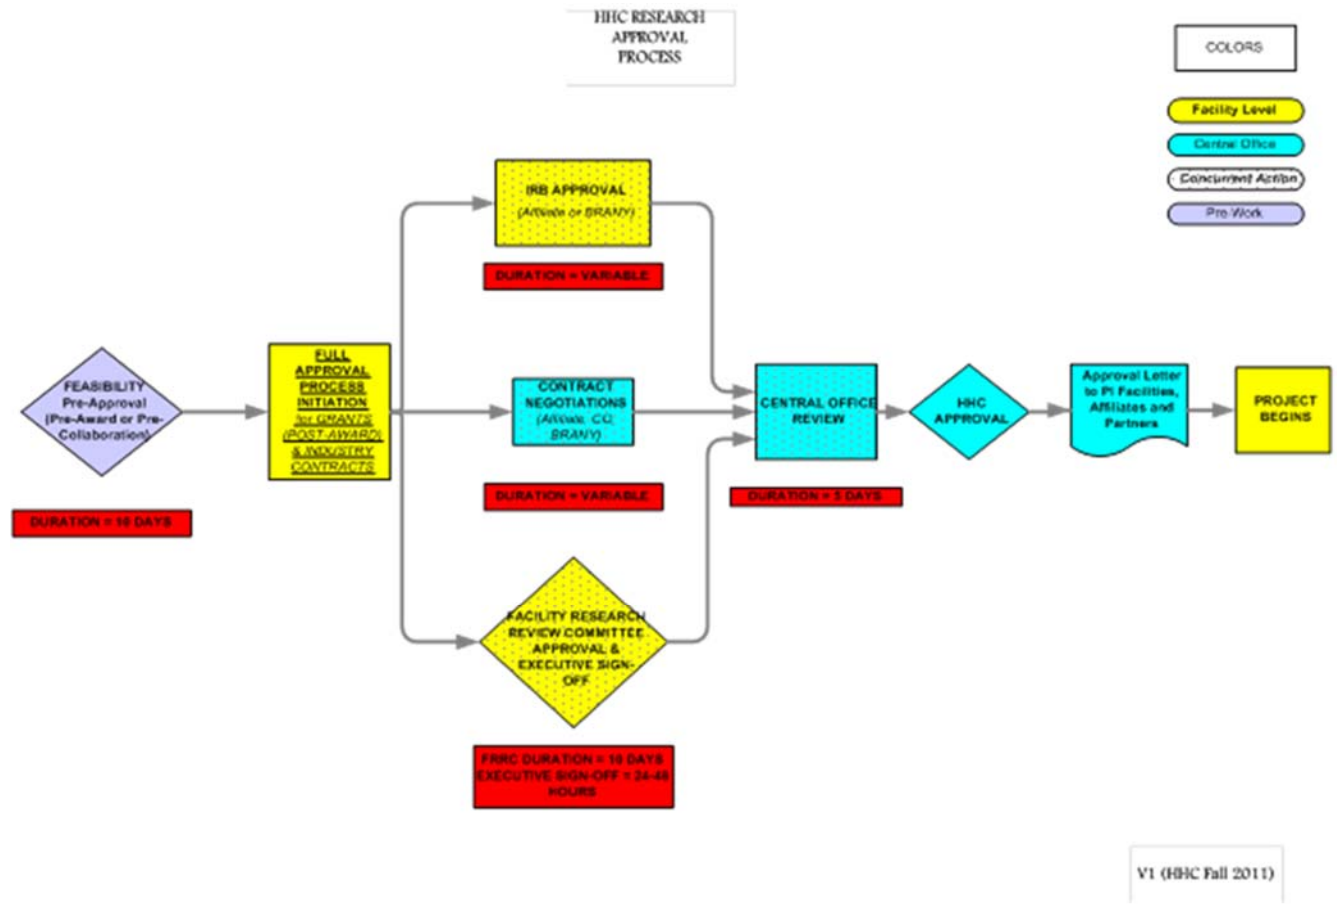 HHC RESEARCH
APPROVAL
PROCESS
COLORS
Facility Level
Central Office
Concurrent Action
Pre-Work
IRB APPROVAL
(Affiliate or BRANY)
DURATION = VARIABLE
FEASIBILITY
Pre-Approval
(Pre-Award or Pre-
Collaboration)
DURATION = 10 DAYS
FULL
APPROVAL
PROCESS
INITIATION
for GRANTS
(POST-AWARD)
& INDUSTRY
CONTRACTS
CONTRACT
NEGOTIATIONS
(Affiliate, CO,
BRANY)
DURATION = VARIABLE
FACILITY RESEARCH
REVIEW COMMITTEE
APPROVAL &
EXECUTIVE SIGN-
OFF
FRRC DURATION = 10 DAYS
EXECUTIVE SIGN-OFF = 24-48
HOURS
CENTRAL OFFICE
REVIEW
DURATION = 5 DAYS
HHC
APPROVAL
Approval Letter
to PI Facilities,
Affiliates and
Partners
PROJECT
BEGINS
V1 (HHC Fall 2011)